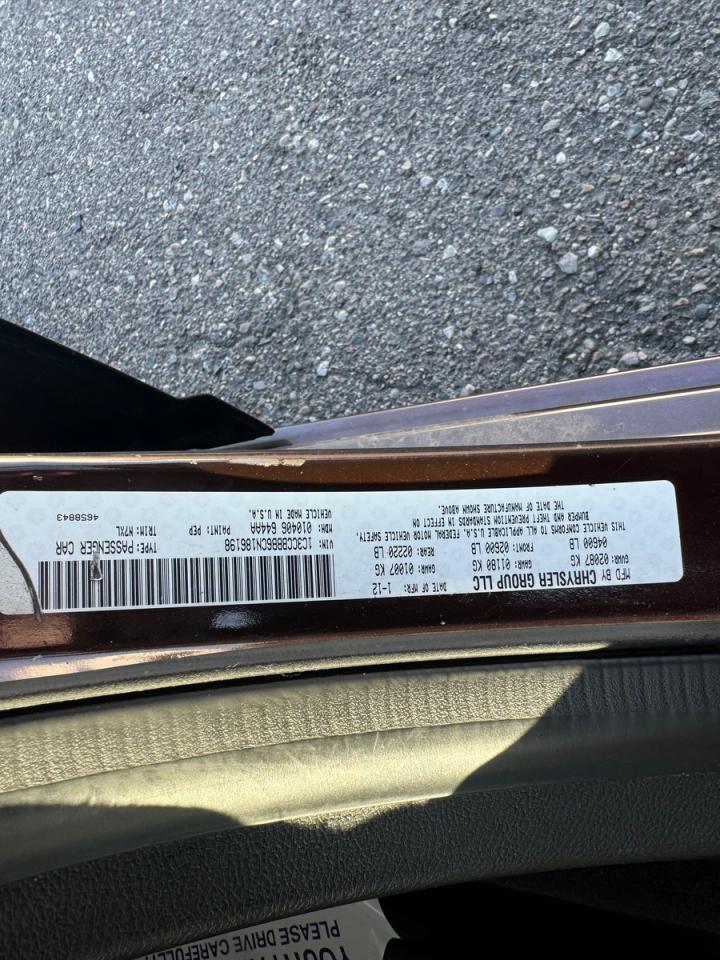 PLEASE DRIVE CAREFULLY
MFD BY CHRYSLER GROUP LLC DATE OF MFR: 1-12
GVWR: 02087 KG FRONT: 01180 KG REAR: 01007 KG
04600 LB 02600 LB 02220 LB
THIS VEHICLE CONFORMS TO ALL APPLICABLE U.S.A. FEDERAL MOTOR VEHICLE SAFETY,
BUMPER AND THEFT PREVENTION STANDARDS IN EFFECT ON
THE DATE OF MANUFACTURE SHOWN ABOVE.
VIN: 1C3CCBBB6CN186198 TYPE: PASSENGER CAR
MDH: 010406 644AA PAINT: PEP TRIM: M7XL
VEHICLE MADE IN U.S.A. 4658843